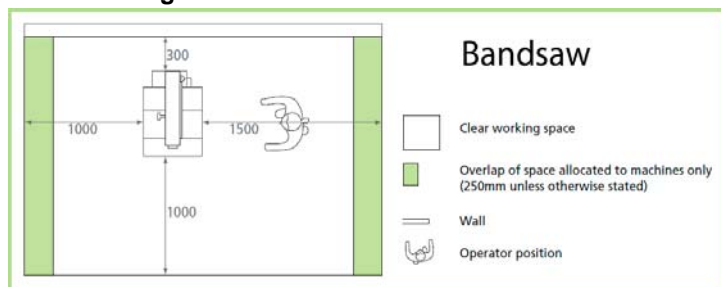 300
1000
1500
1000
Bandsaw
Clear working space
Overlap of space allocated to machines only
(250mm unless otherwise stated)
Wall
Operator position